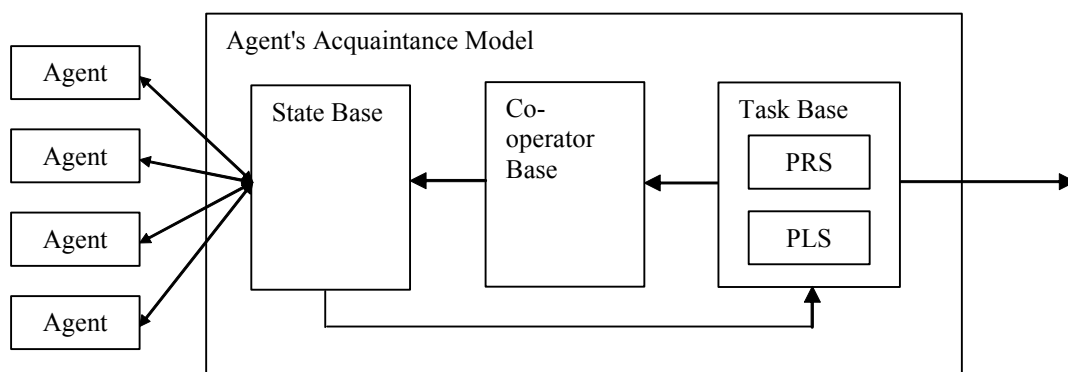 Agent's Acquaintance Model
Agent
Agent
Agent
Agent
State Base
Co-
operator
Base
Task Base
PRS
PLS